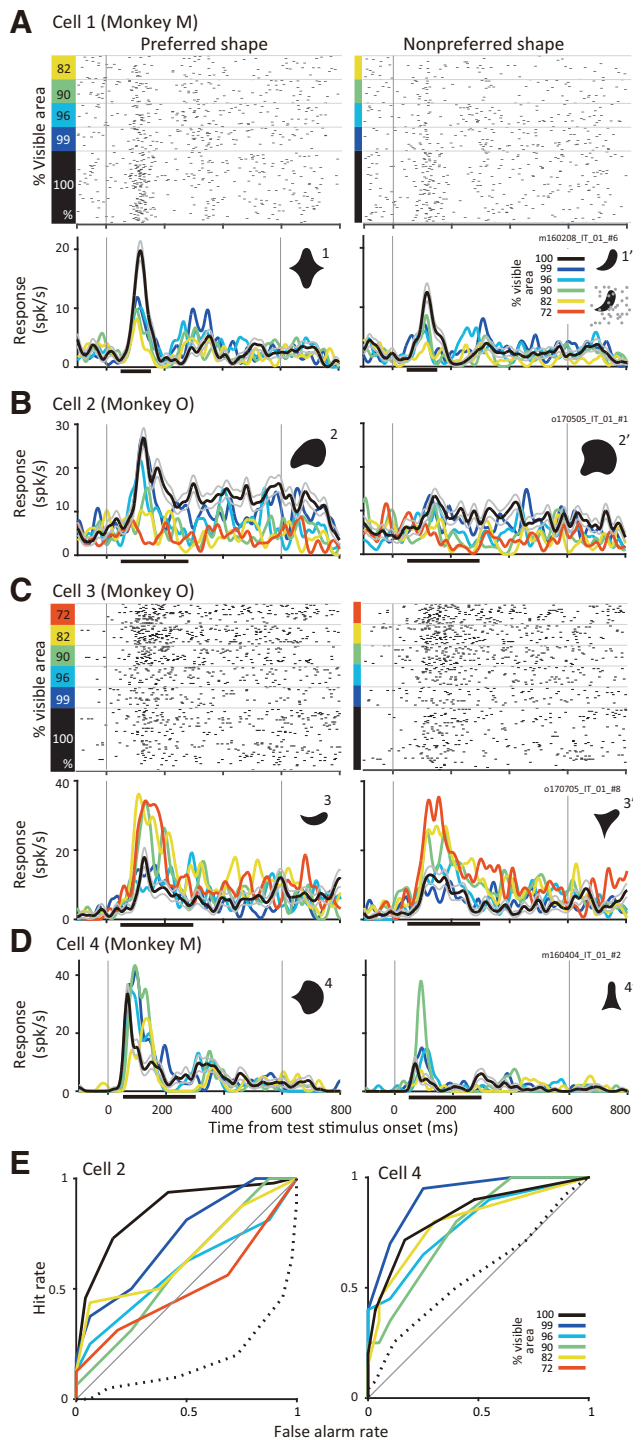 A Cell 1 (Monkey M)
Preferred shape
Nonpreferred shape
% Visible area
82
90
96
99
100
%
m160208_IT_01_#6
Response
(spk/s)
20
10
0
1
% visible
area
100
99
96
90
82
72
1′
B Cell 2 (Monkey O)
o170505_IT_01_#1
Response
(spk/s)
30
20
10
0
2
2′
C Cell 3 (Monkey O)
% visible area
72
82
90
96
99
100
%
o170705_IT_01_#8
Response
(spk/s)
40
20
0
3
3′
D Cell 4 (Monkey M)
m160404_IT_01_#2
Response
(spk/s)
40
20
0
4
4′
0 200 400 600 800
0 200 400 600 800
Time from test stimulus onset (ms)
E Cell 2
Cell 4
Hit rate
1
0.5
0
0 0.5 1
1
0.5
0
0 0.5 1
% visible
area
100
99
96
90
82
72
False alarm rate